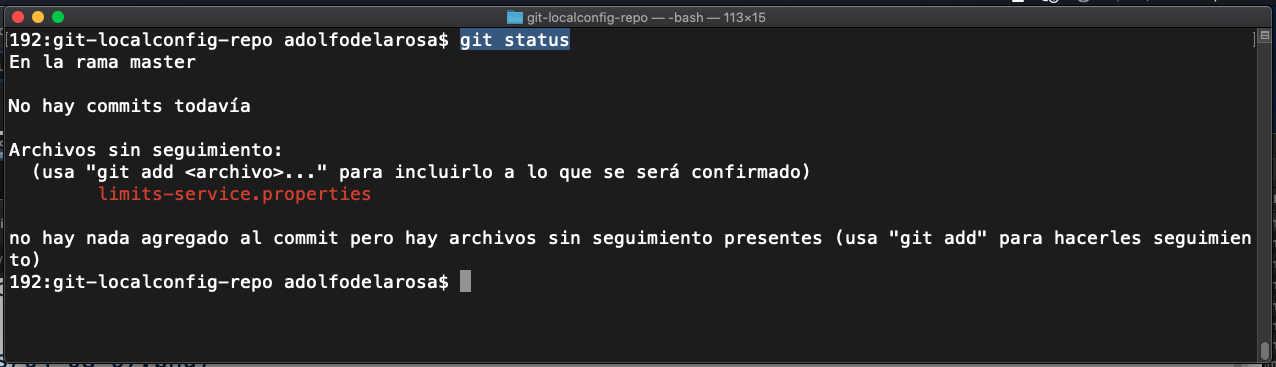 git-localconfig-repo — -bash — 113×15
[192:git-localconfig-repo adolfodelarosa$ git status ]
En la rama master
No hay commits todavía
Archivos sin seguimiento:
(usa "git add <archivo>..." para incluirlo a lo que se será confirmado)
limits-service.properties
no hay nada agregado al commit pero hay archivos sin seguimiento presentes (usa "git add" para hacerles seguimien
to)
192:git-localconfig-repo adolfodelarosa$